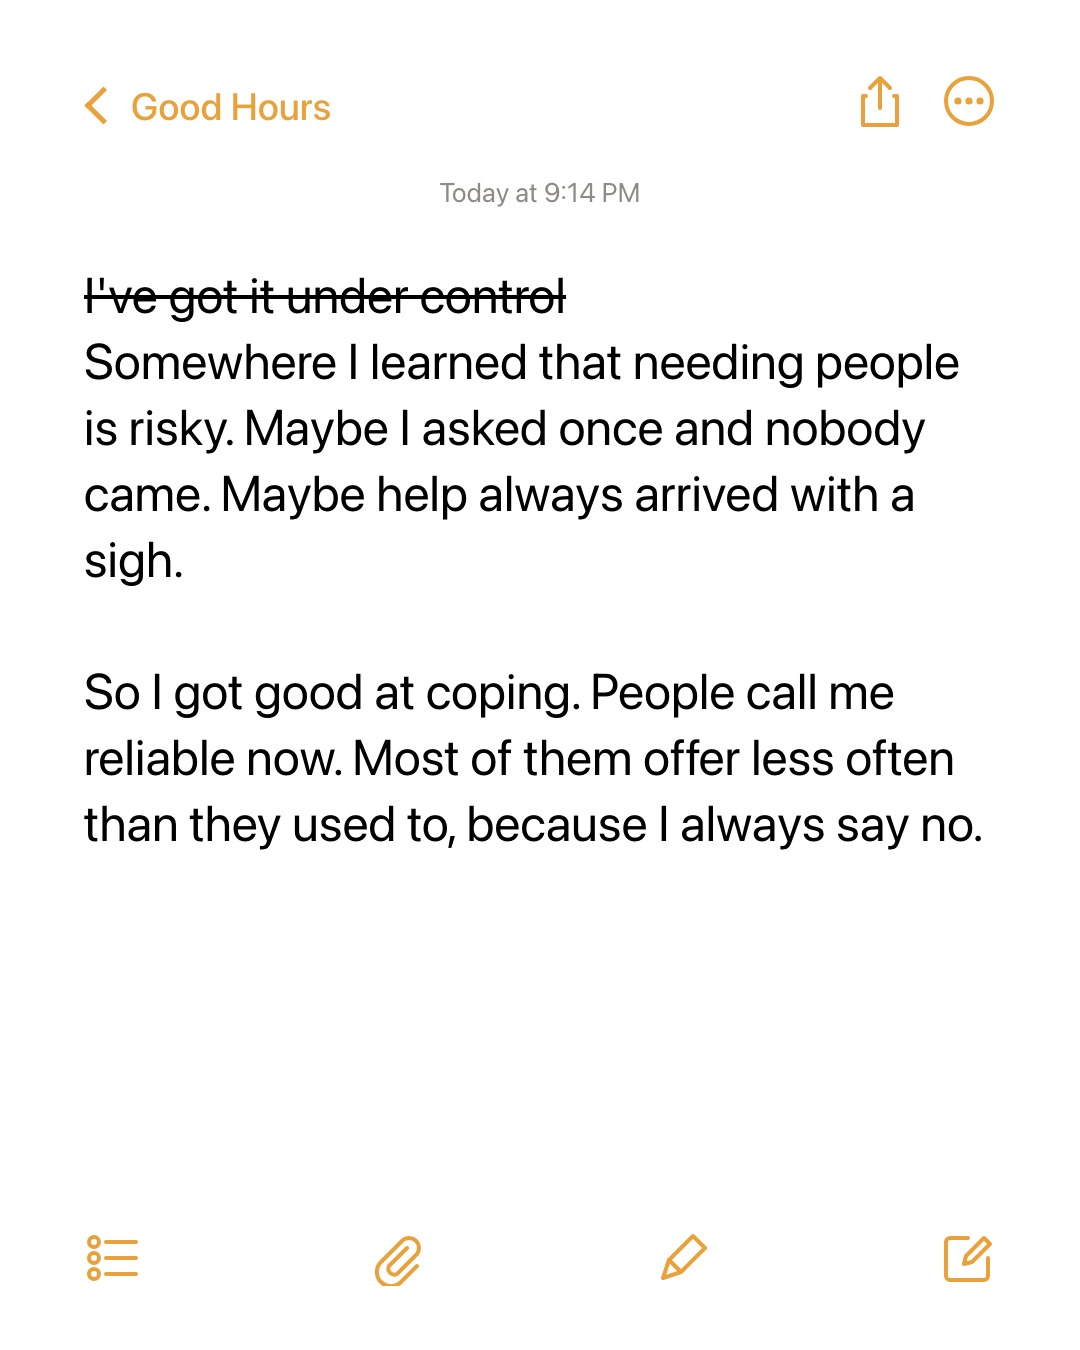 Good Hours
Today at 9:14 PM
I've got it under control
Somewhere I learned that needing people
is risky. Maybe I asked once and nobody
came. Maybe help always arrived with a
sigh.
So I got good at coping. People call me
reliable now. Most of them offer less often
than they used to, because I always say no.